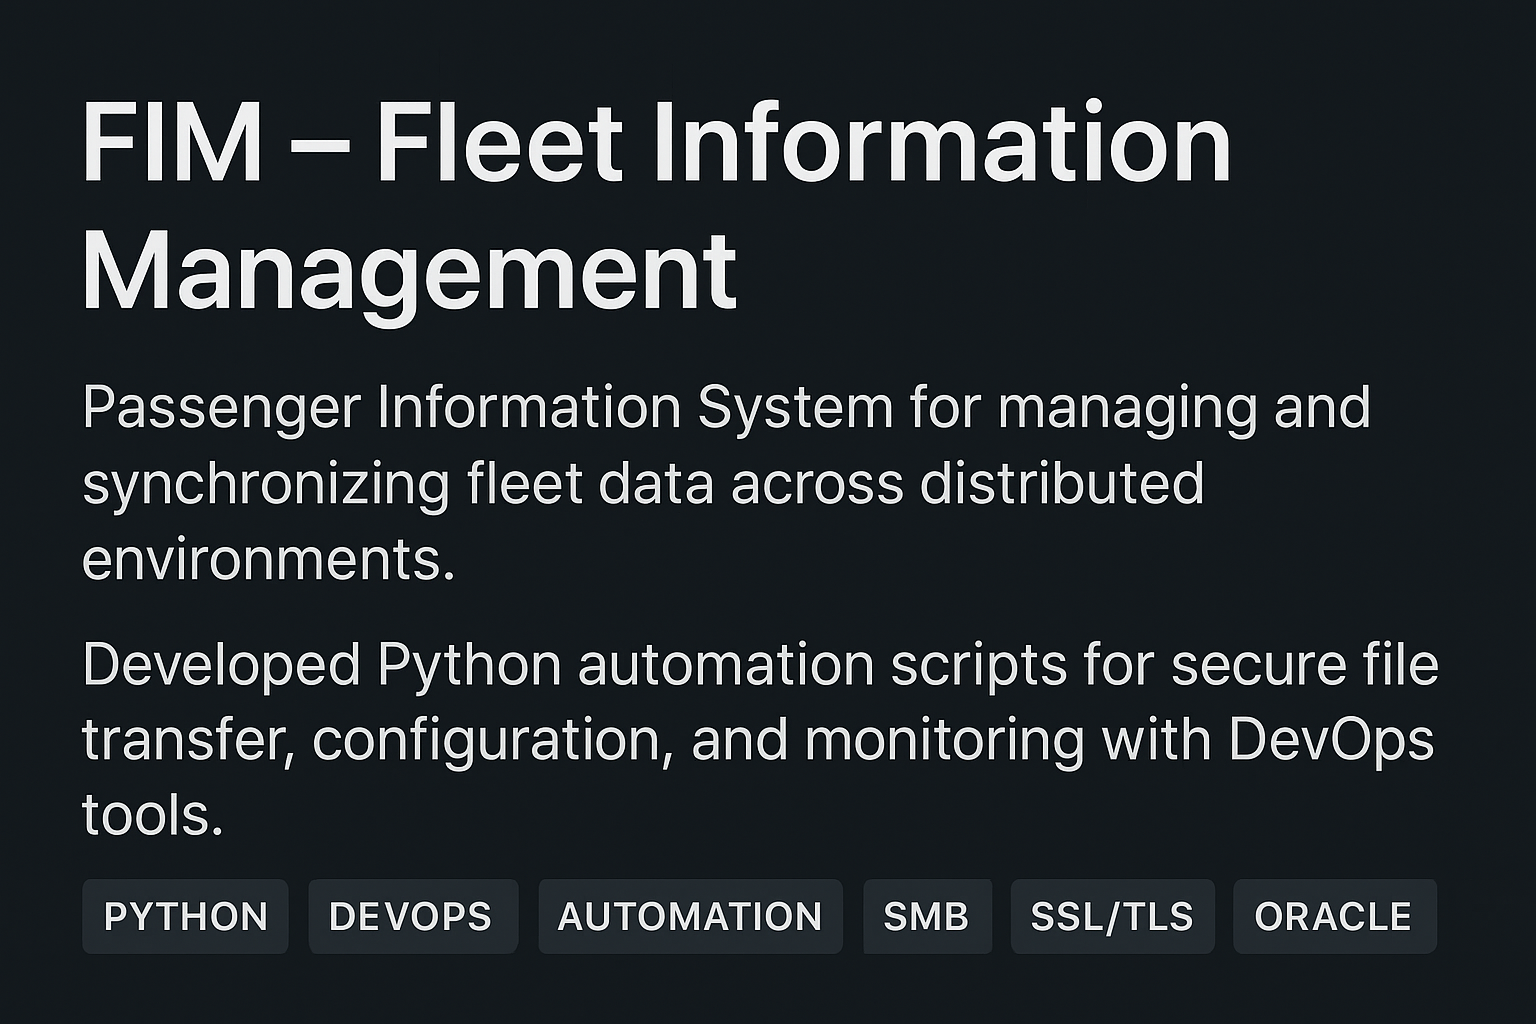 FIM – Fleet Information
Management
Passenger Information System for managing and
synchronizing fleet data across distributed
environments.
Developed Python automation scripts for secure file
transfer, configuration, and monitoring with DevOps
tools.
PYTHON DEVOPS AUTOMATION SMB SSL/TLS ORACLE